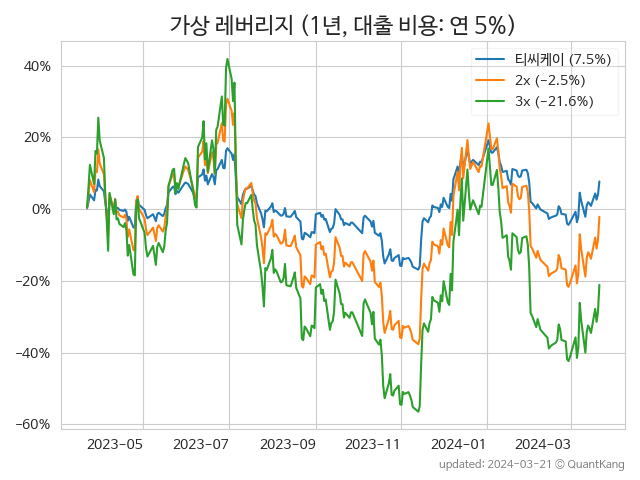 가상 레버리지 (1년, 대출 비용: 연 5%)
티씨케이 (7.5%)
2x (−2.5%)
3x (−21.6%)
40%
20%
0%
−20%
−40%
−60%
2023-05 2023-07 2023-09 2023-11 2024-01 2024-03
updated: 2024-03-21 © QuantKang